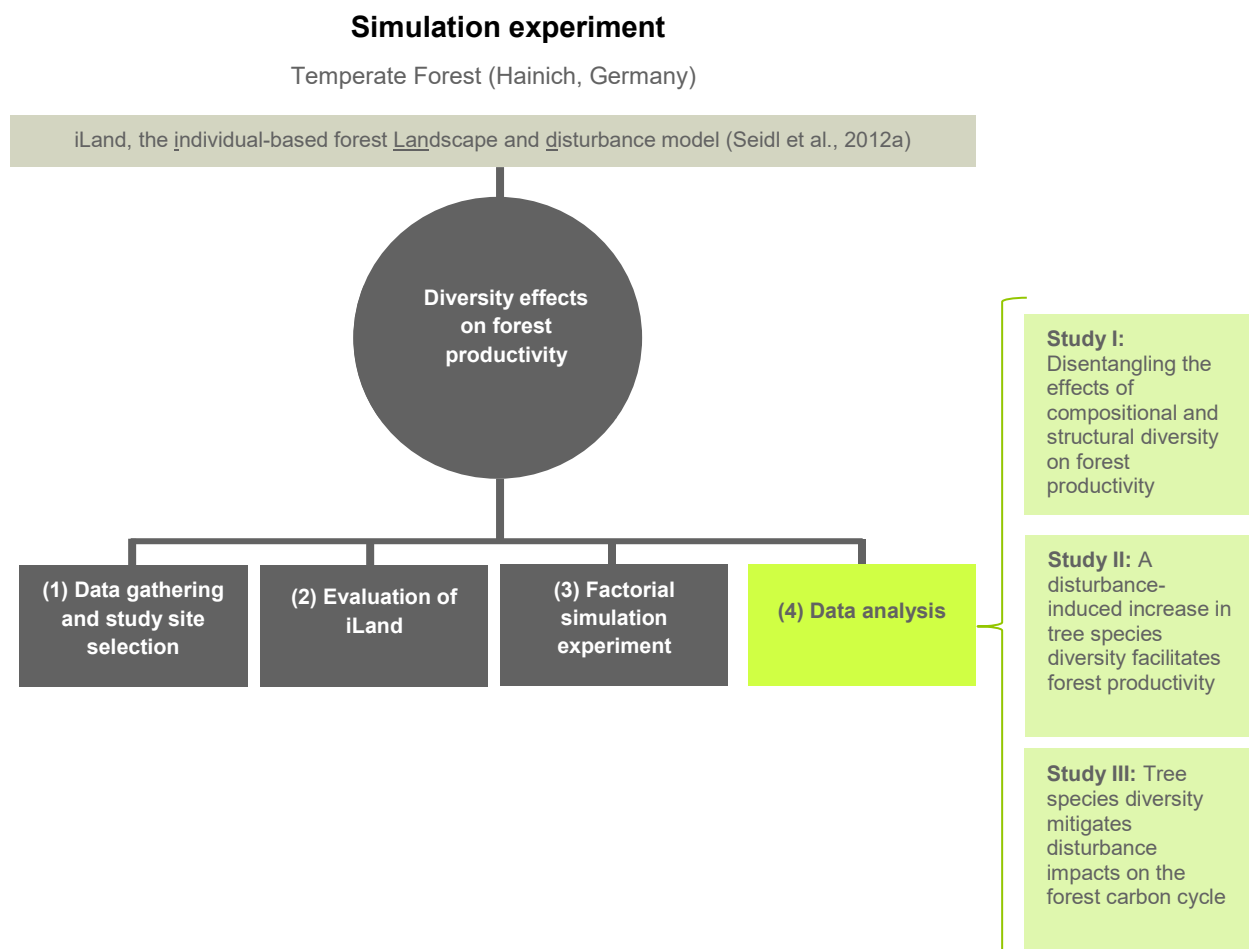 Simulation experiment
Temperate Forest (Hainich, Germany)
iLand, the individual-based forest Landscape and disturbance model (Seidl et al., 2012a)
Diversity effects
on forest
productivity
(1) Data gathering
and study site
selection
(2) Evaluation of
iLand
(3) Factorial
simulation
experiment
(4) Data analysis
Study I:
Disentangling the
effects of
compositional and
structural diversity
on forest
productivity
Study II: A
disturbance-
induced increase in
tree species
diversity facilitates
forest productivity
Study III: Tree
species diversity
mitigates
disturbance
impacts on the
forest carbon cycle